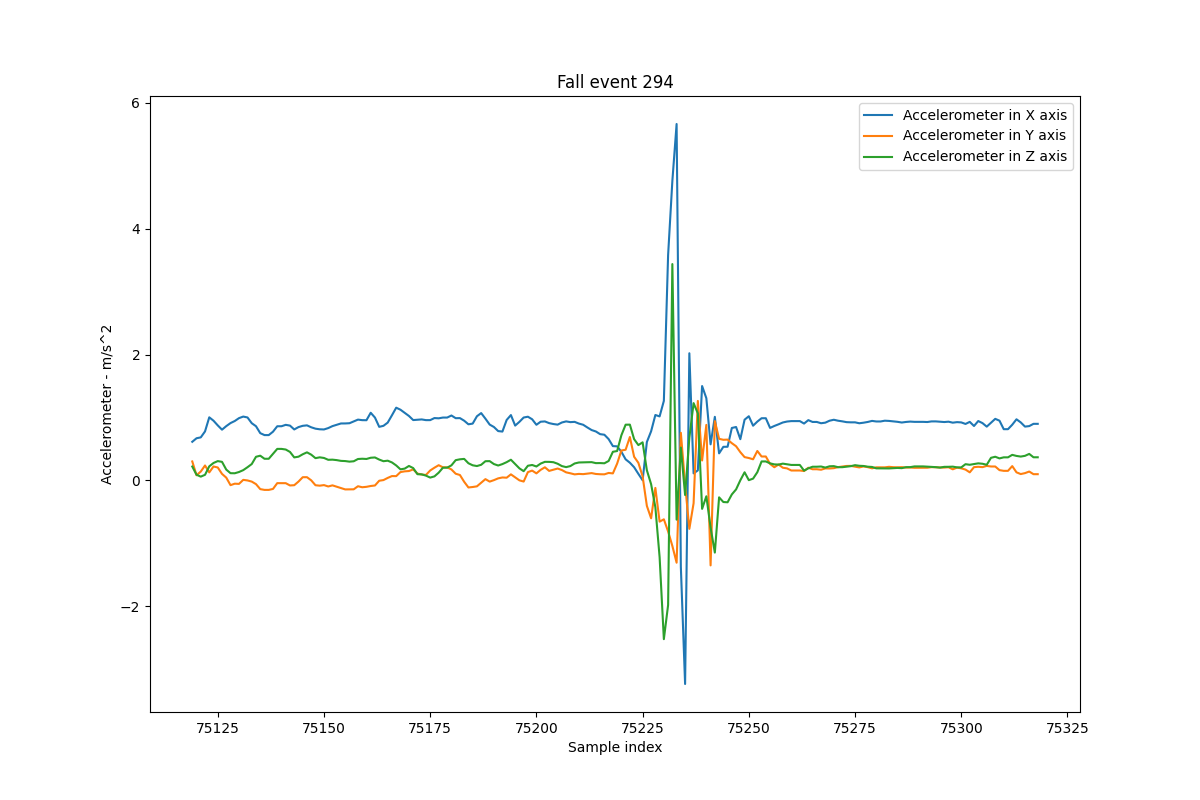 Fall event 294
Accelerometer in X axis
Accelerometer in Y axis
Accelerometer in Z axis
Accelerometer - m/s^2
6
4
2
0
−2
75125 75150 75175 75200 75225 75250 75275 75300 75325
Sample index